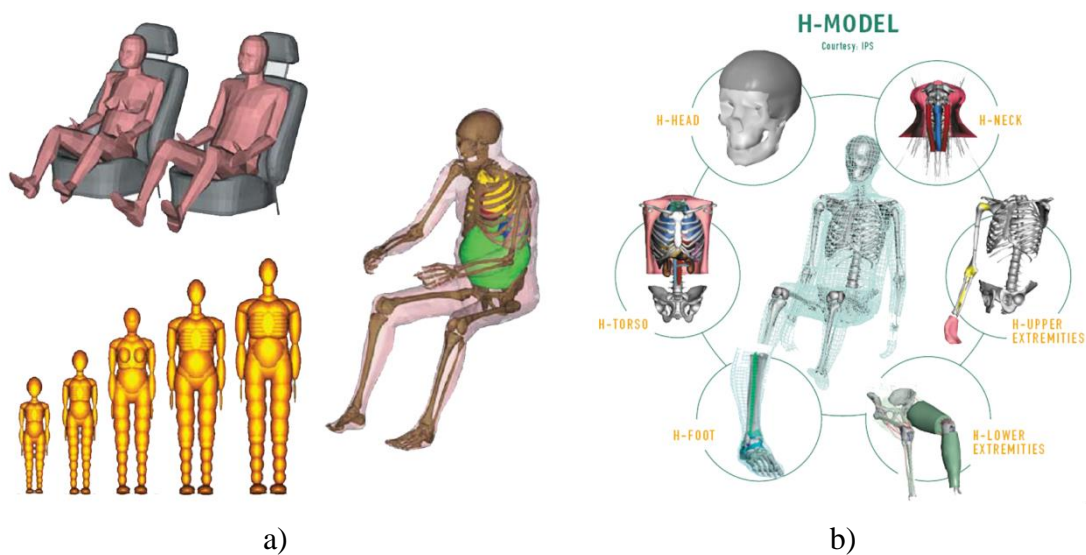 H-MODEL
Courtesy: IPS
H-HEAD
H-NECK
H-TORSO
H-UPPER
EXTREMITIES
H-FOOT
H-LOWER
EXTREMITIES
a)
b)